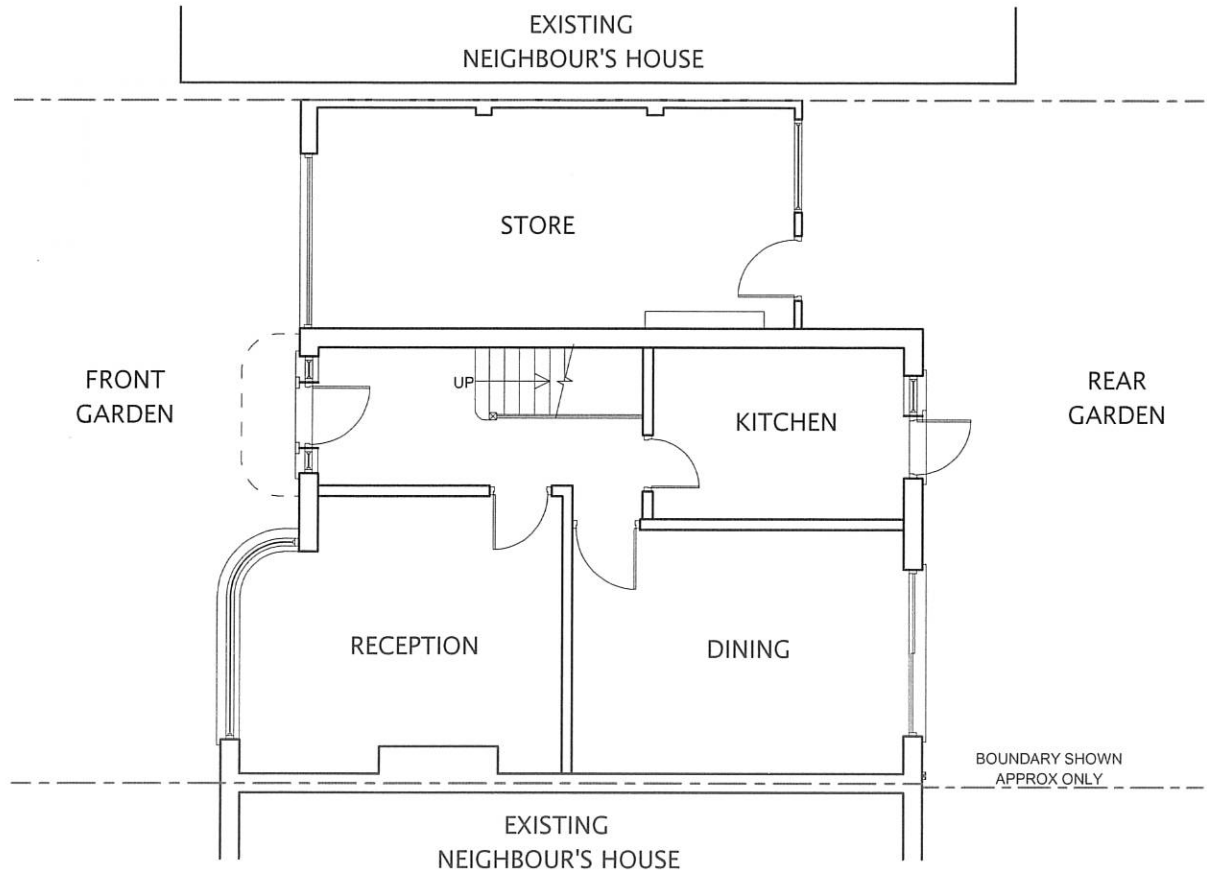 EXISTING
NEIGHBOUR'S HOUSE
STORE
FRONT
GARDEN
UP
KITCHEN
REAR
GARDEN
RECEPTION
DINING
BOUNDARY SHOWN
APPROX ONLY
EXISTING
NEIGHBOUR'S HOUSE